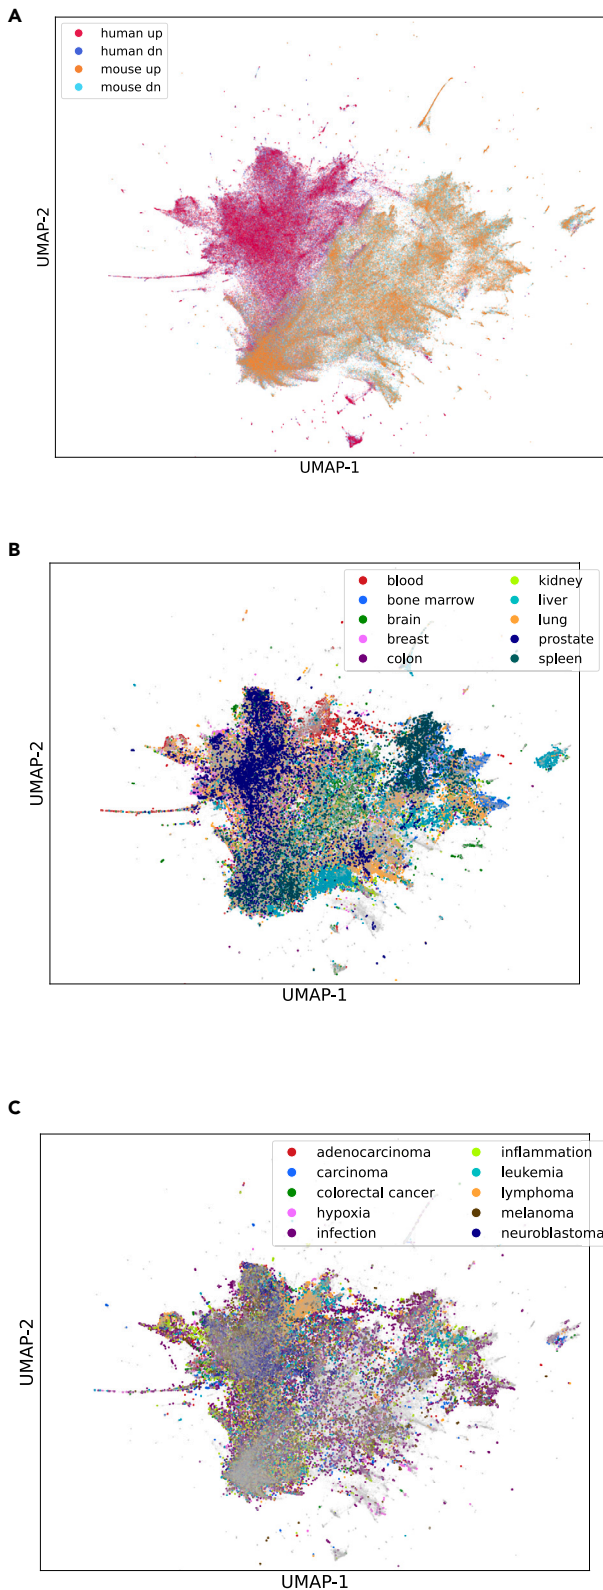 A
human up
human dn
mouse up
mouse dn
UMAP-2
UMAP-1
B
blood
bone marrow
brain
breast
colon
kidney
liver
lung
prostate
spleen
UMAP-2
UMAP-1
C
adenocarcinoma
carcinoma
colorectal cancer
hypoxia
infection
inflammation
leukemia
lymphoma
melanoma
neuroblastoma
UMAP-2
UMAP-1